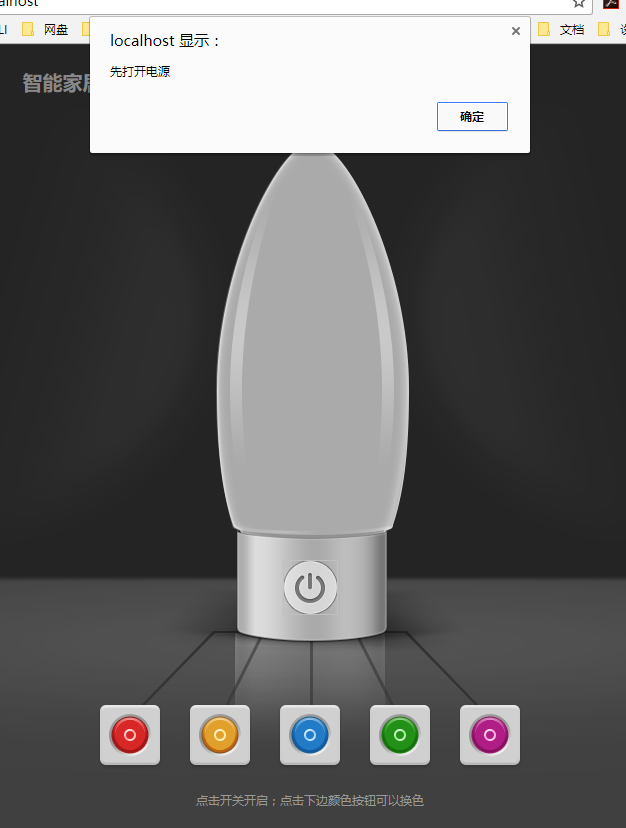 alhost
LI 网盘 文档
localhost 显示：
先打开电源
确定
智能家居
点击开关开启；点击下边颜色按钮可以换色